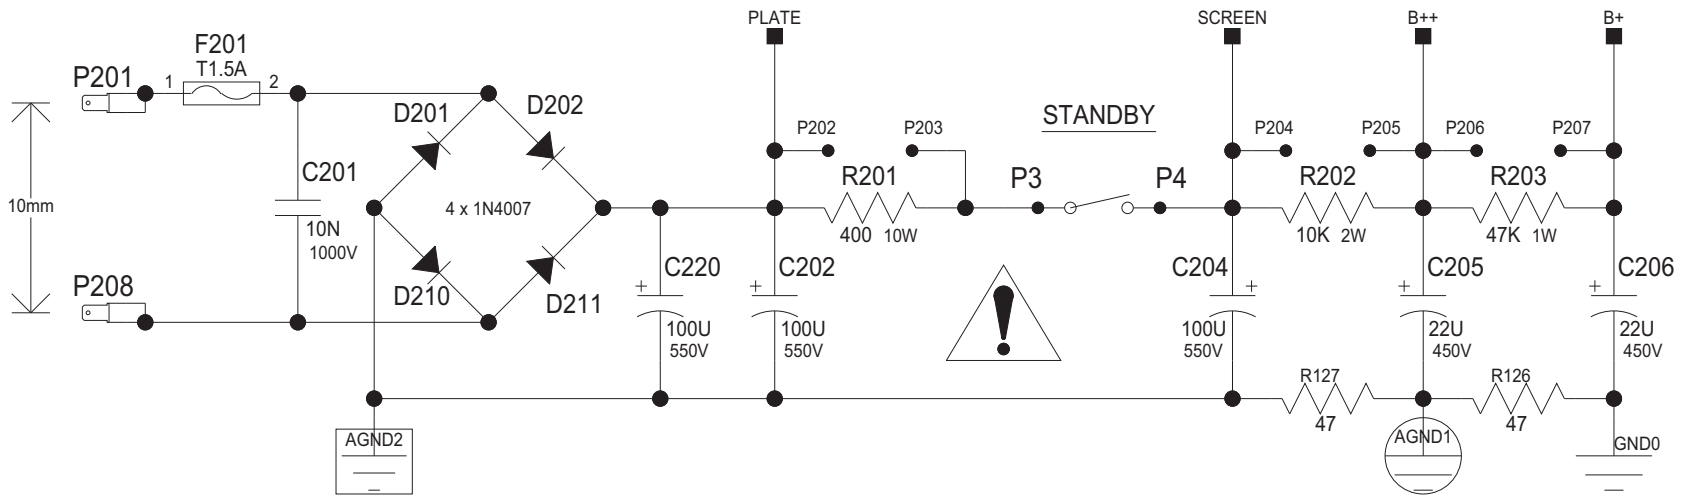 PLATE
SCREEN
B++
B+
F201
T1.5A
P201
1
2
D201
D202
STANDBY
P202
P203
P204
P205
P206
P207
10mm
C201
10N
1000V
4 x 1N4007
R201
400 10W
P3
P4
R202
10K 2W
R203
47K 1W
P208
D210
D211
+
C220
100U
550V
+
C202
100U
550V
!
C204
+
100U
550V
+
C205
22U
450V
+
C206
22U
450V
R127
47
R126
47
AGND2
AGND1
GND0